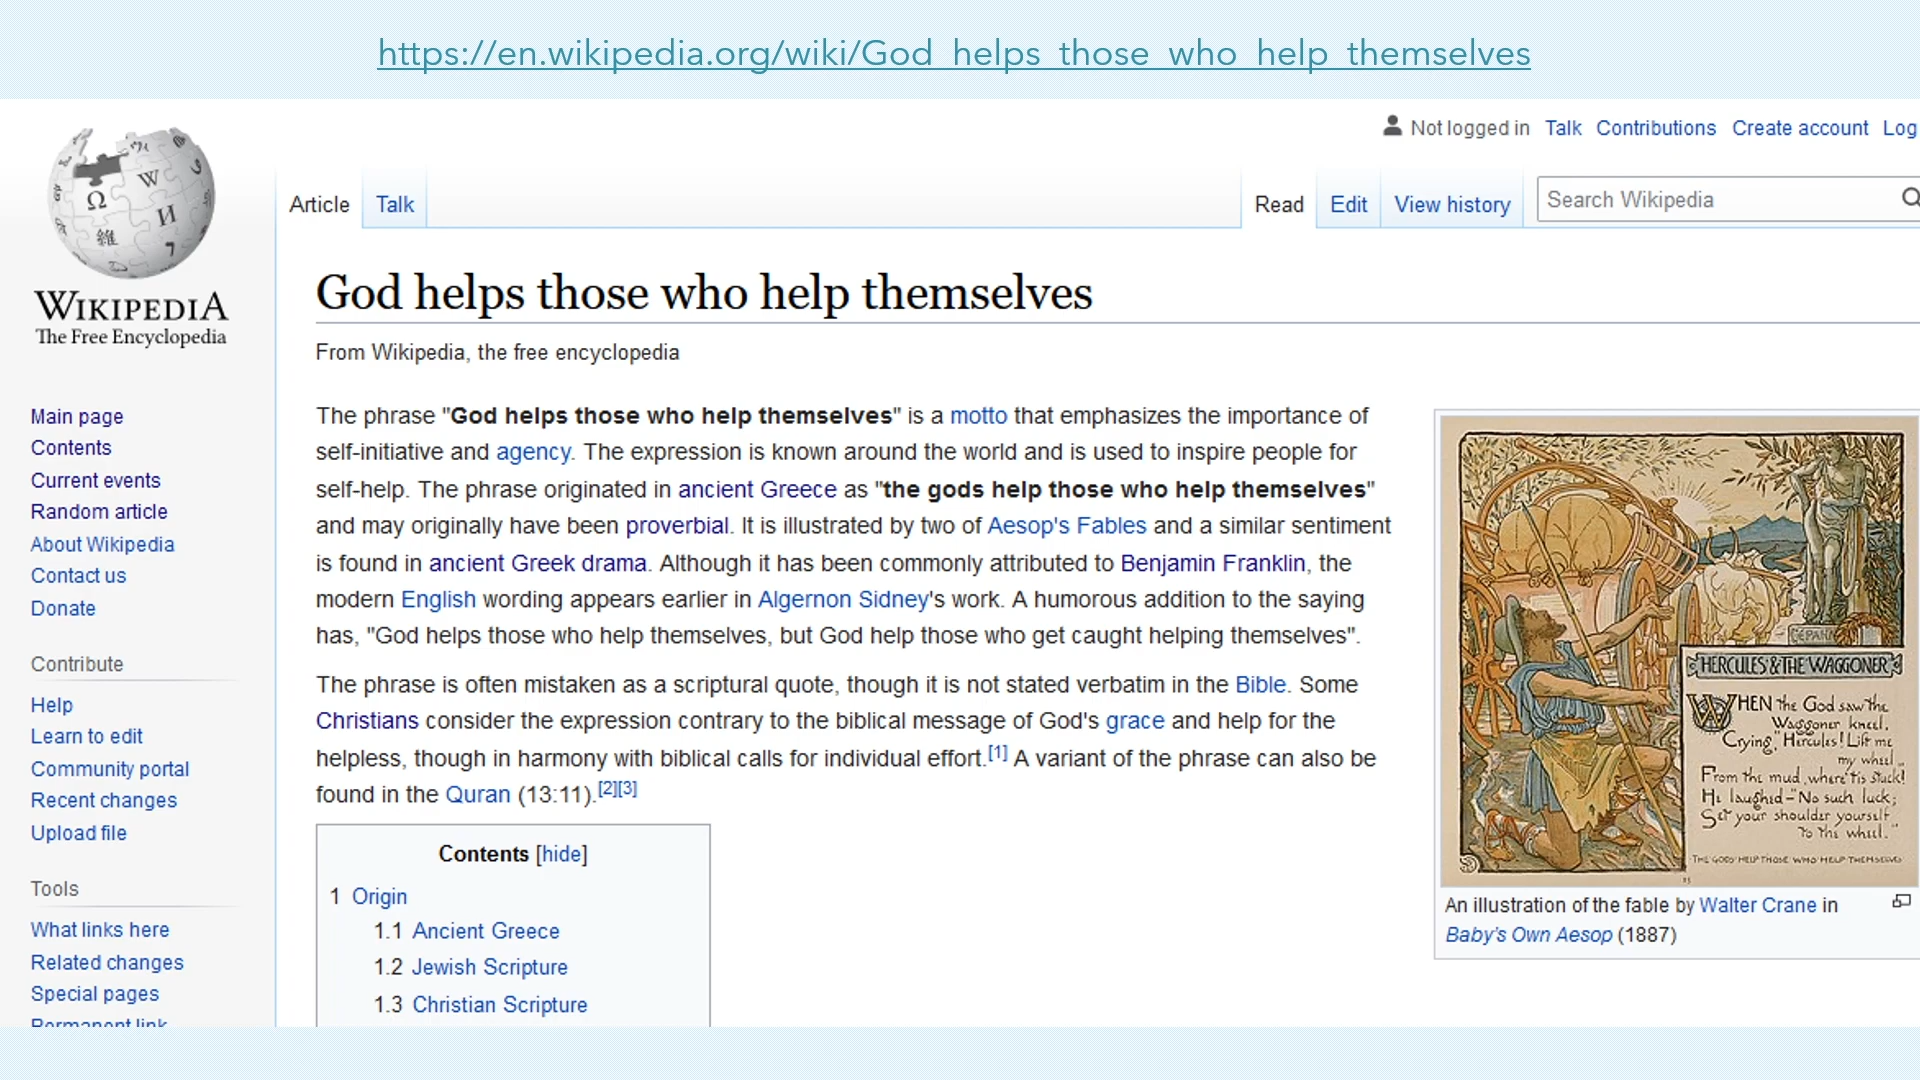 https://en.wikipedia.org/wiki/God_helps_those_who_help_themselves
Not logged in Talk Contributions Create account Log
Article Talk Read Edit View history Search Wikipedia
WIKIPEDIA
The Free Encyclopedia
Main page
Contents
Current events
Random article
About Wikipedia
Contact us
Donate
Contribute
Help
Learn to edit
Community portal
Recent changes
Upload file
Tools
What links here
Related changes
Special pages
Permanent link
God helps those who help themselves
From Wikipedia, the free encyclopedia
The phrase "God helps those who help themselves" is a motto that emphasizes the importance of
self-initiative and agency. The expression is known around the world and is used to inspire people for
self-help. The phrase originated in ancient Greece as "the gods help those who help themselves"
and may originally have been proverbial. It is illustrated by two of Aesop's Fables and a similar sentiment
is found in ancient Greek drama. Although it has been commonly attributed to Benjamin Franklin, the
modern English wording appears earlier in Algernon Sidney's work. A humorous addition to the saying
has, "God helps those who help themselves, but God help those who get caught helping themselves".
The phrase is often mistaken as a scriptural quote, though it is not stated verbatim in the Bible. Some
Christians consider the expression contrary to the biblical message of God's grace and help for the
helpless, though in harmony with biblical calls for individual effort.[1] A variant of the phrase can also be
found in the Quran (13:11).[2][3]
Contents [hide]
1 Origin
1.1 Ancient Greece
1.2 Jewish Scripture
1.3 Christian Scripture
HERCULES & THE WAGGONER
WHEN the God saw the
Waggoner kneel,
Crying, "Hercules! Lift me
my wheel
From the mud, where 'tis stuck!
He laughed—"No such luck;
Set your shoulder yourself
To the wheel."
THE GODS HELP THOSE WHO HELP THEMSELVES
An illustration of the fable by Walter Crane in
Baby's Own Aesop (1887)